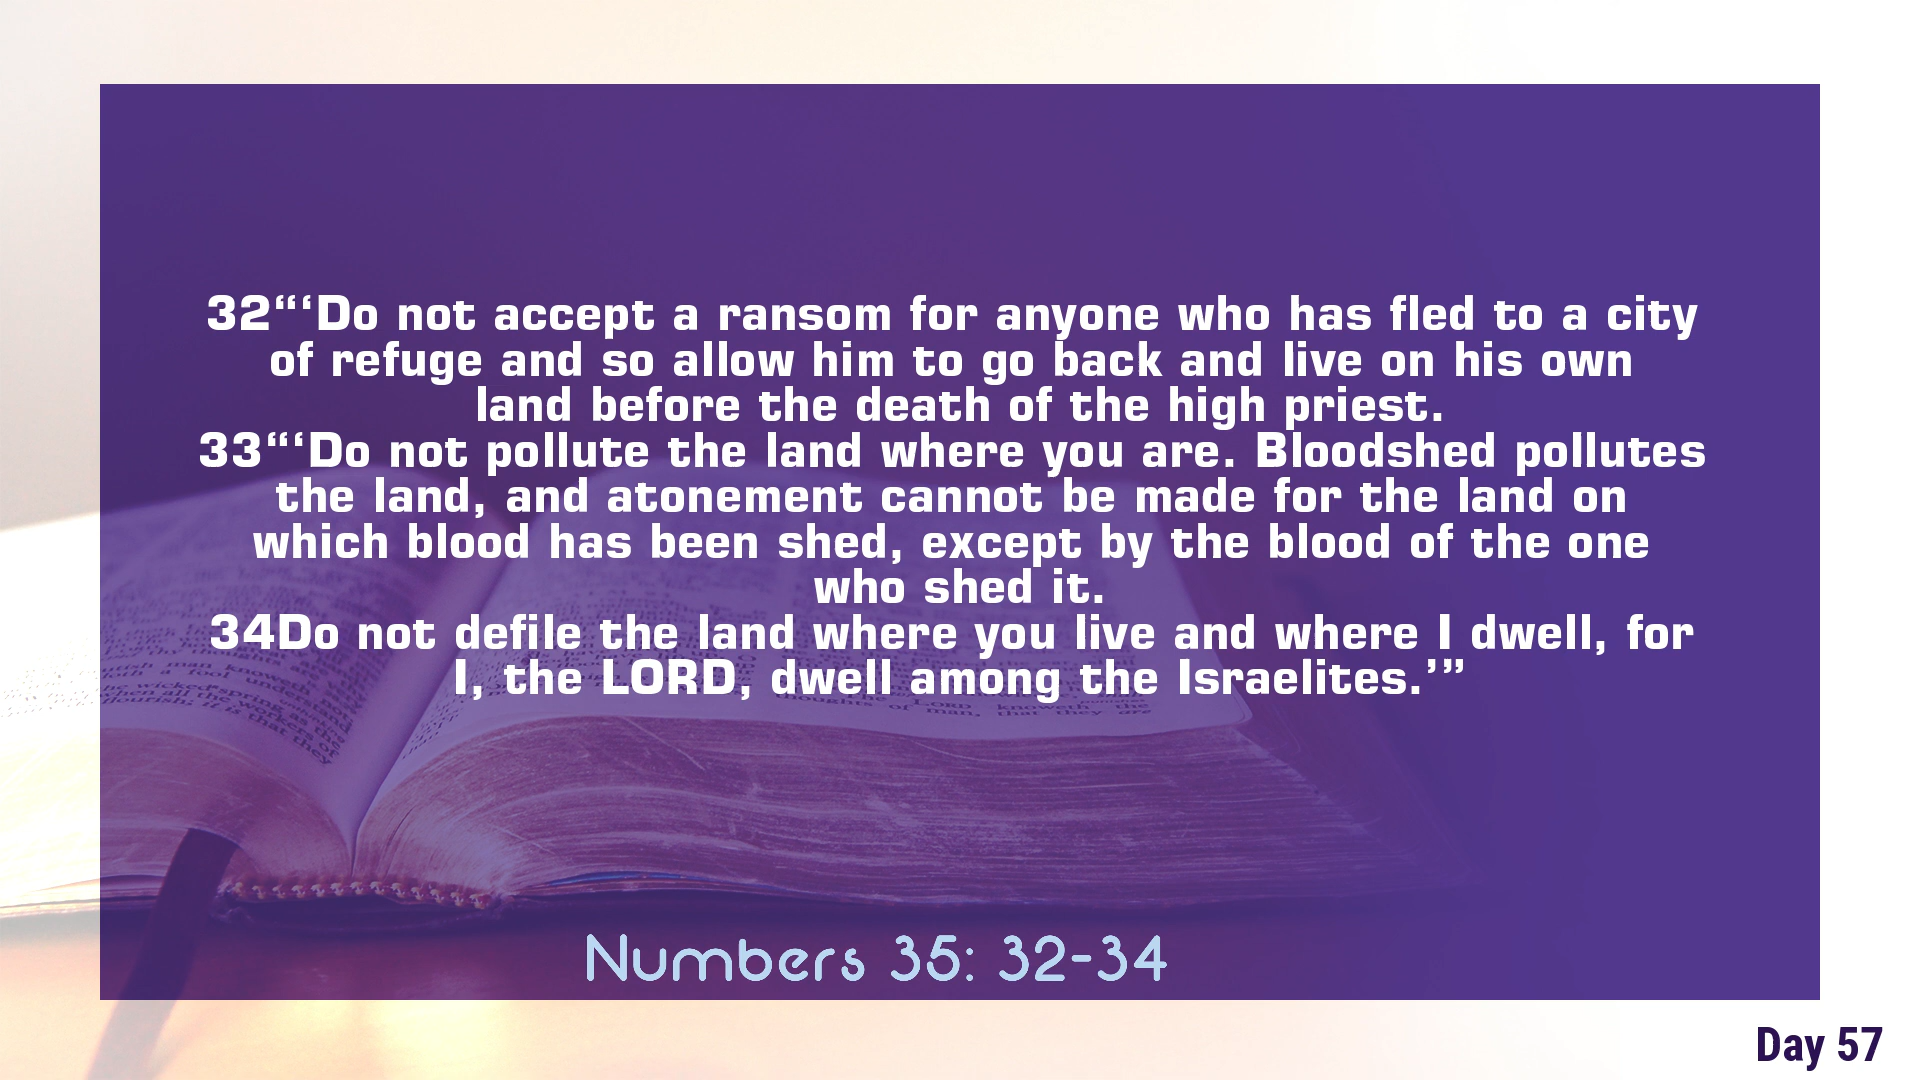 32“‘Do not accept a ransom for anyone who has fled to a city
of refuge and so allow him to go back and live on his own
land before the death of the high priest.
33“‘Do not pollute the land where you are. Bloodshed pollutes
the land, and atonement cannot be made for the land on
which blood has been shed, except by the blood of the one
who shed it.
34Do not defile the land where you live and where I dwell, for
I, the LORD, dwell among the Israelites.’”
Numbers 35: 32-34
Day 57